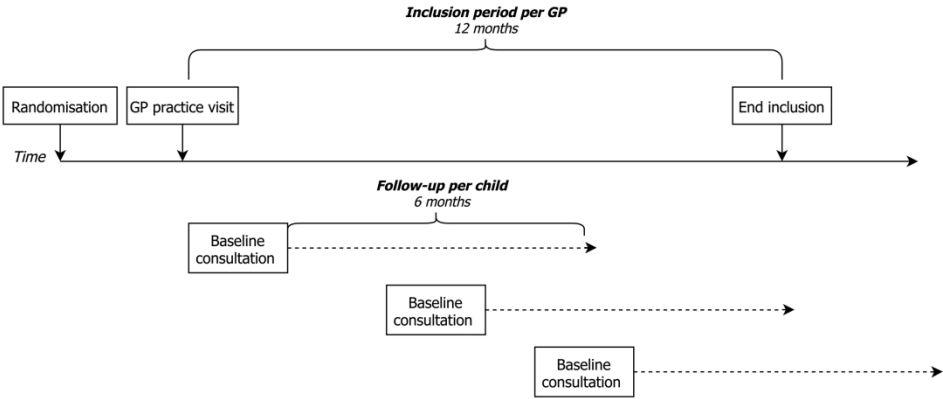 Inclusion period per GP
12 months
Randomisation
GP practice visit
End inclusion
Time
Follow-up per child
6 months
Baseline
consultation
Baseline
consultation
Baseline
consultation